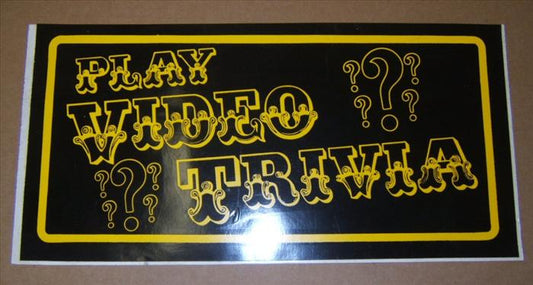 PLAY
? ? ? ? ?
VIDEO
? ? ? ? ?
TRIVIA